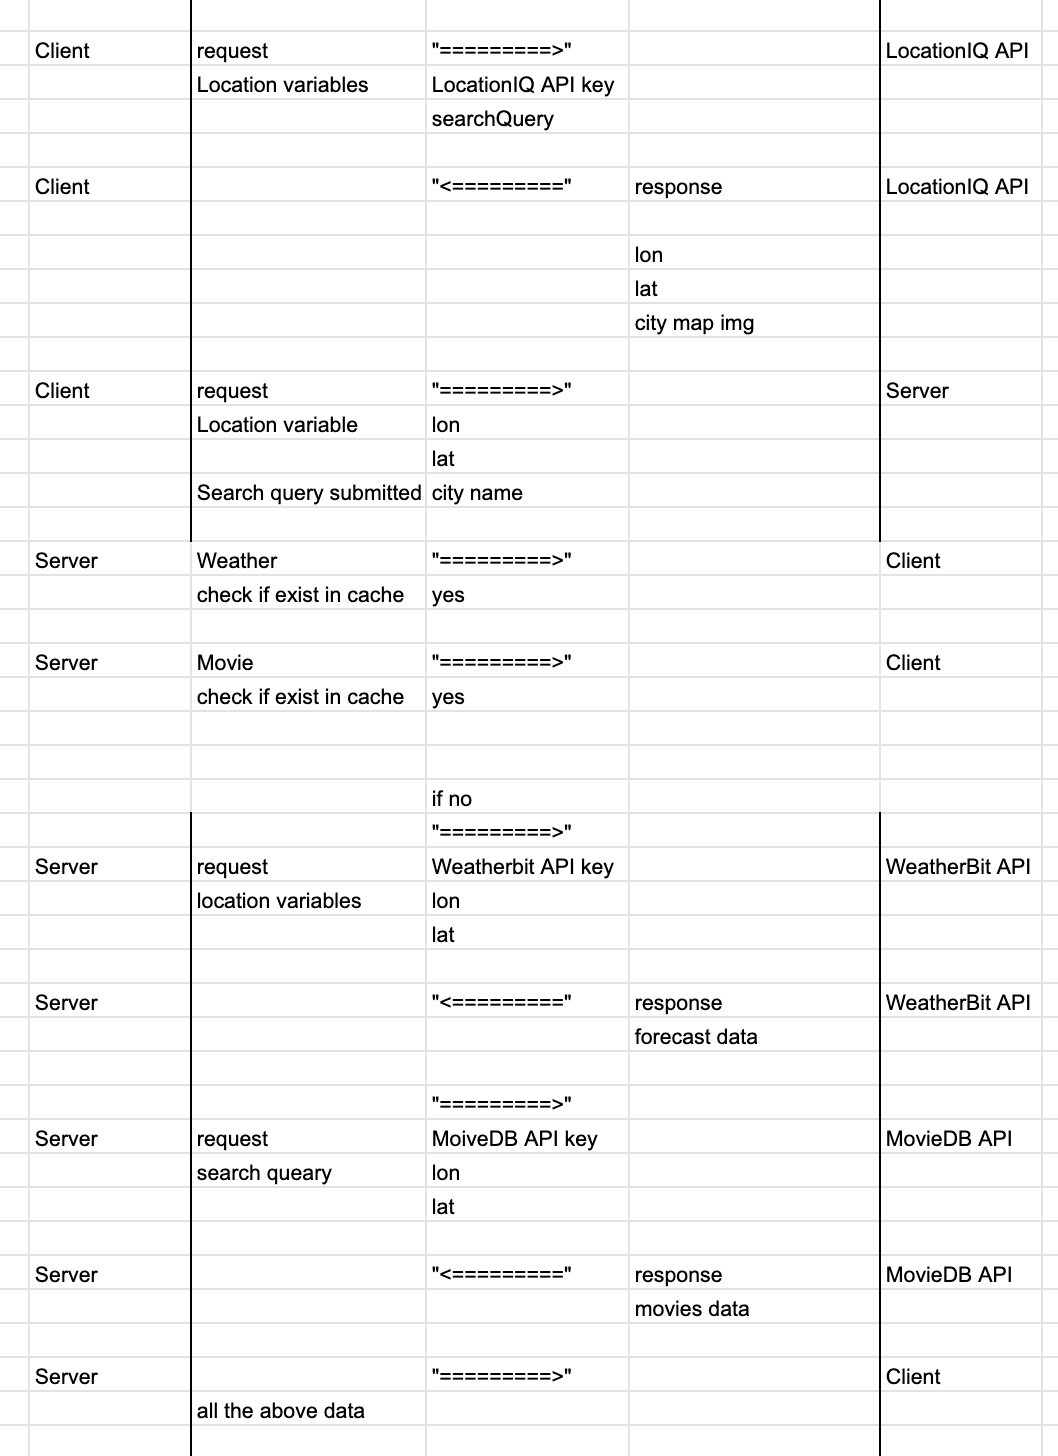 Client request "=========>" LocationIQ API
Location variables LocationIQ API key
searchQuery
Client "<=========" response LocationIQ API
lon
lat
city map img
Client request "=========>" Server
Location variable lon
lat
Search query submitted city name
Server Weather "=========>" Client
check if exist in cache yes
Server Movie "=========>" Client
check if exist in cache yes
if no
"=========>"
Server request Weatherbit API key WeatherBit API
location variables lon
lat
Server "<=========" response WeatherBit API
forecast data
"=========>"
Server request MoiveDB API key MovieDB API
search queary lon
lat
Server "<=========" response MovieDB API
movies data
Server "=========>" Client
all the above data